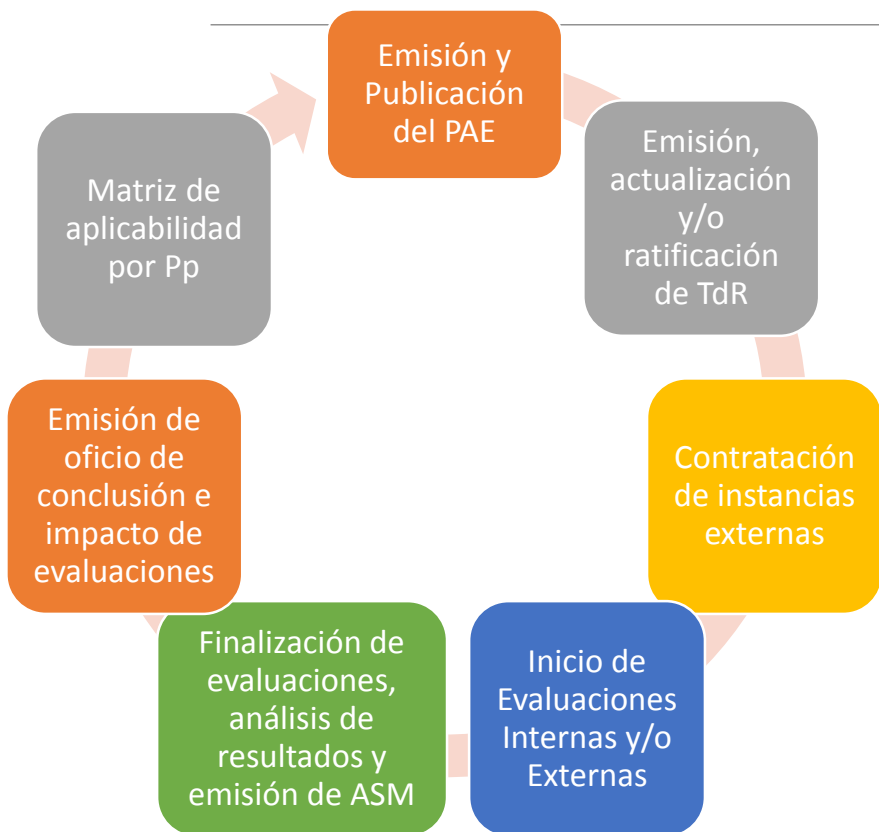 Emisión y
Publicación
del PAE
Emisión,
actualización
y/o
ratificación
de TdR
Contratación
de instancias
externas
Inicio de
Evaluaciones
Internas y/o
Externas
Finalización de
evaluaciones,
análisis de
resultados y
emisión de ASM
Emisión de
oficio de
conclusión e
impacto de
evaluaciones
Matriz de
aplicabilidad
por Pp